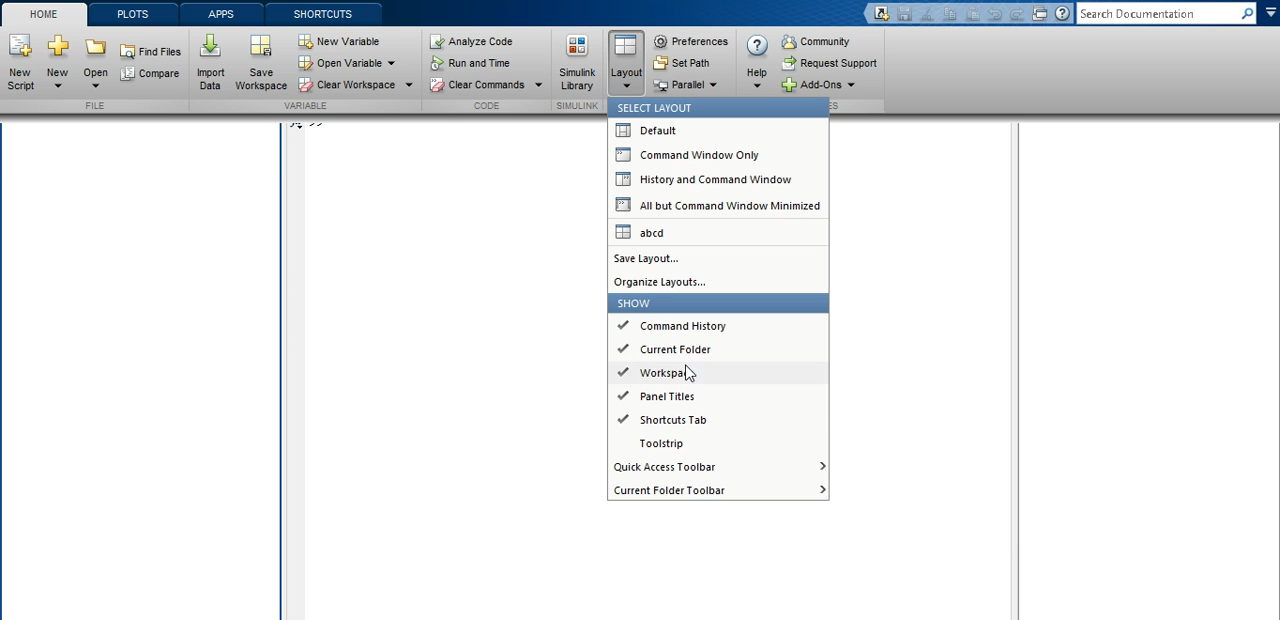 HOME PLOTS APPS SHORTCUTS Search Documentation
New Script New Open Find Files Compare
Import Data Save Workspace New Variable Open Variable Clear Workspace
Analyze Code Run and Time Clear Commands
Simulink Library Layout Preferences Set Path Parallel
Help Community Request Support Add-Ons
FILE VARIABLE CODE SIMULINK ES
SELECT LAYOUT
Default
Command Window Only
History and Command Window
All but Command Window Minimized
abcd
Save Layout...
Organize Layouts...
SHOW
Command History
Current Folder
Workspac
Panel Titles
Shortcuts Tab
Toolstrip
Quick Access Toolbar
Current Folder Toolbar